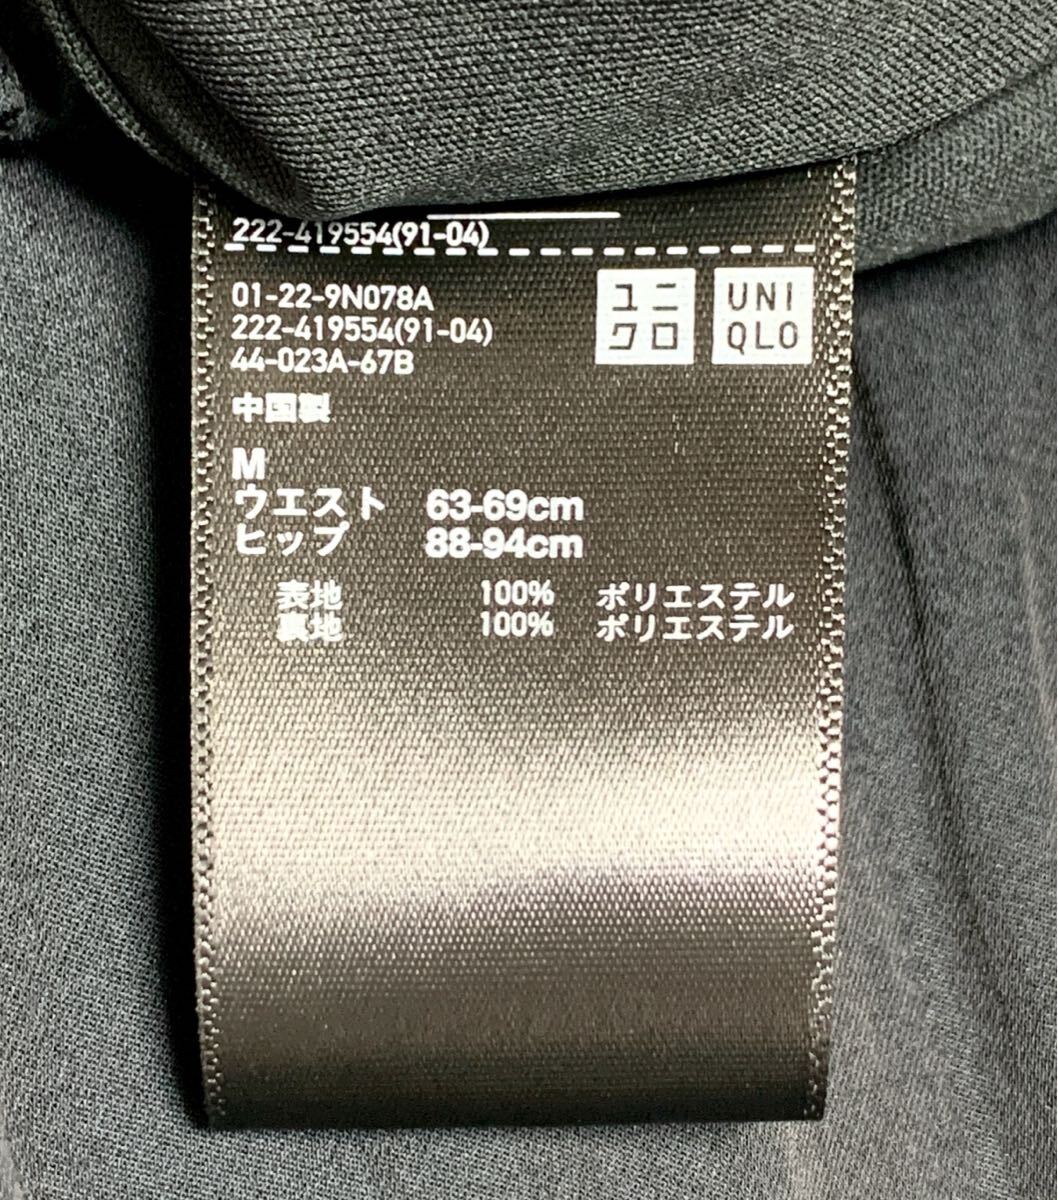 222-419554(91-04)
01-22-9N078A
222-419554(91-04)
44-023A-67B
ユニ
クロ
UNI
QLO
中国製
M
ウエスト 63-69cm
ヒップ 88-94cm
表地 100% ポリエステル
裏地 100% ポリエステル